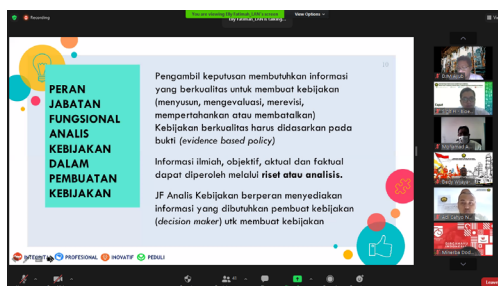 Recording
You are viewing Elly Fatimah_LAN's screen
View Options
PERAN
JABATAN
FUNGSIONAL
ANALIS
KEBIJAKAN
DALAM
PEMBUATAN
KEBIJAKAN
Pengambil keputusan membutuhkan informasi
yang berkualitas untuk membuat kebijakan
(menyusun, mengevaluasi, merevisi,
mempertahankan atau membatalkan)
Kebijakan berkualitas harus didasarkan pada
bukti (evidence based policy)
Informasi ilmiah, objektif, aktual dan faktual
dapat diperoleh melalui riset atau analisis.
JF Analis Kebijakan berperan menyediakan
informasi yang dibutuhkan pembuat kebijakan
(decision maker) utk membuat kebijakan
INTEGRITAS PROFESIONAL INOVATIF PEDULI
Mohamad A
Leave